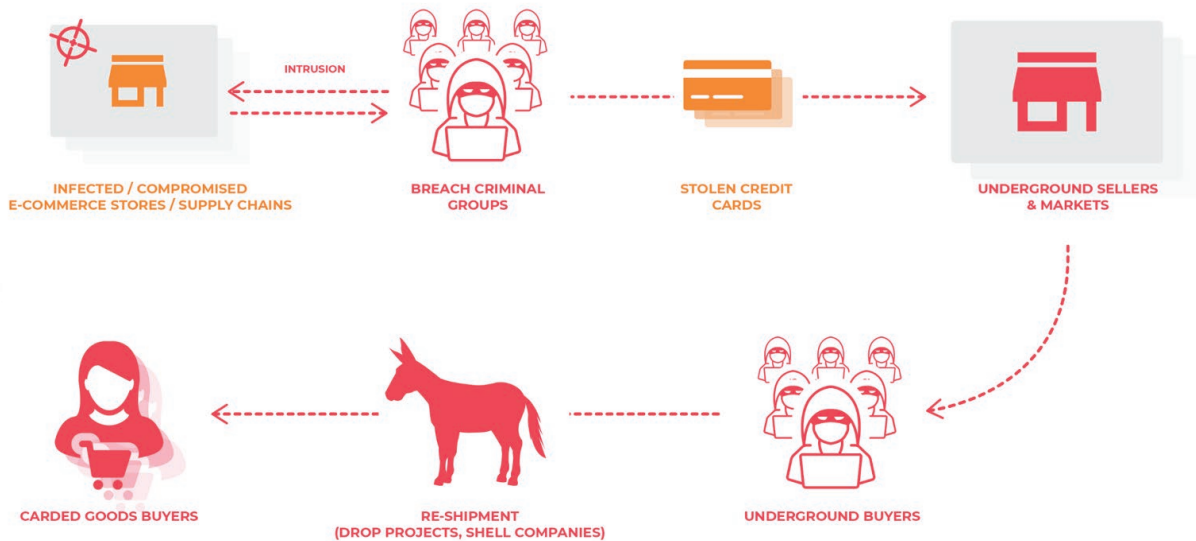 INTRUSION
INFECTED / COMPROMISED
E-COMMERCE STORES / SUPPLY CHAINS
BREACH CRIMINAL
GROUPS
STOLEN CREDIT
CARDS
UNDERGROUND SELLERS
& MARKETS
CARDED GOODS BUYERS
RE-SHIPMENT
(DROP PROJECTS, SHELL COMPANIES)
UNDERGROUND BUYERS